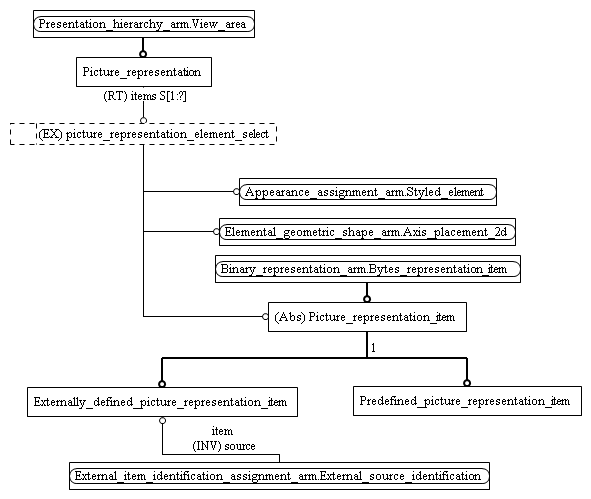 Presentation_hierarchy_arm.View_area
Picture_representation
(RT) items S[1:?]
(EX) picture_representation_element_select
Appearance_assignment_arm.Styled_element
Elemental_geometric_shape_arm.Axis_placement_2d
Binary_representation_arm.Bytes_representation_item
(Abs) Picture_representation_item
1
Externally_defined_picture_representation_item
Predefined_picture_representation_item
item
(INV) source
External_item_identification_assignment_arm.External_source_identification